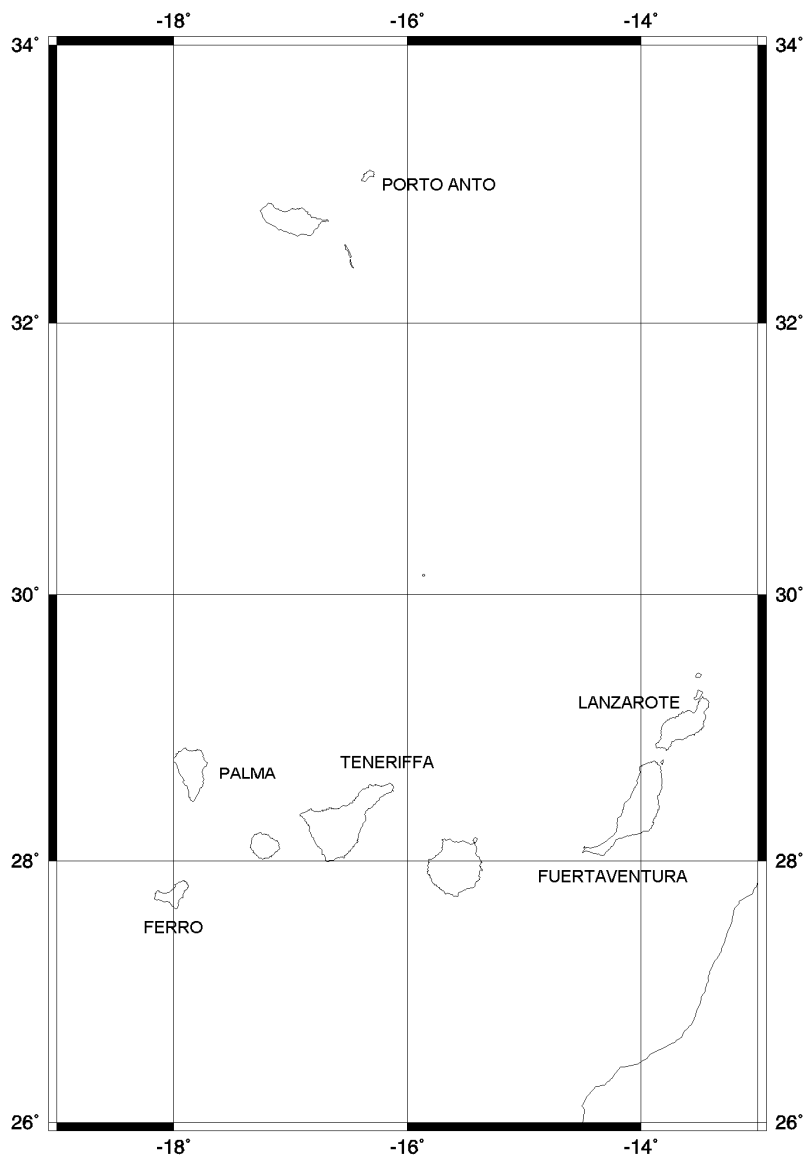 -18° -16° -14°
34° 34°
PORTO ANTO
32° 32°
30° 30°
LANZAROTE
TENERIFFA
PALMA
28° 28°
FUERTAVENTURA
FERRO
26° 26°
-18° -16° -14°